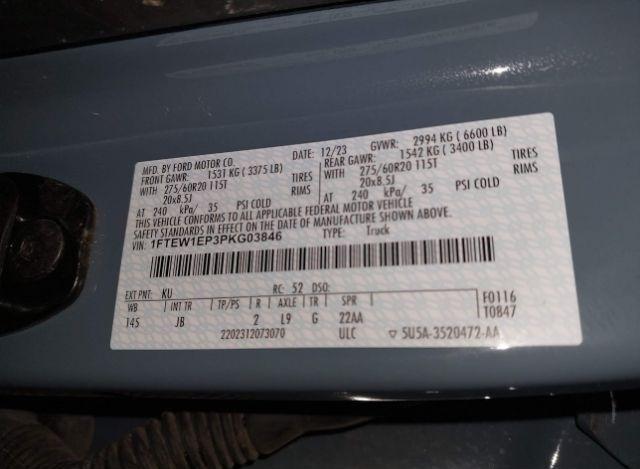 MFD. BY FORD MOTOR CO.
DATE: 12/23 GVWR: 2994 KG ( 6600 LB)
FRONT GAWR: 1531 KG ( 3375 LB) REAR GAWR: 1542 KG ( 3400 LB)
WITH 275/60R20 115T TIRES WITH 275/60R20 115T TIRES
20x8.5J RIMS 20x8.5J RIMS
AT 240 kPa/ 35 PSI COLD AT 240 kPa/ 35 PSI COLD
THIS VEHICLE CONFORMS TO ALL APPLICABLE FEDERAL MOTOR VEHICLE
SAFETY STANDARDS IN EFFECT ON THE DATE OF MANUFACTURE SHOWN ABOVE.
VIN: 1FTEW1EP3PKG03846 TYPE: Truck
EXT PNT: KU RC: 52 DSO:
WB INT TR TP/PS R AXLE TR SPR
145 JB 2 L9 G 22AA
F0116
T0847
2202312073070 ULC 5U5A-3520472-AA